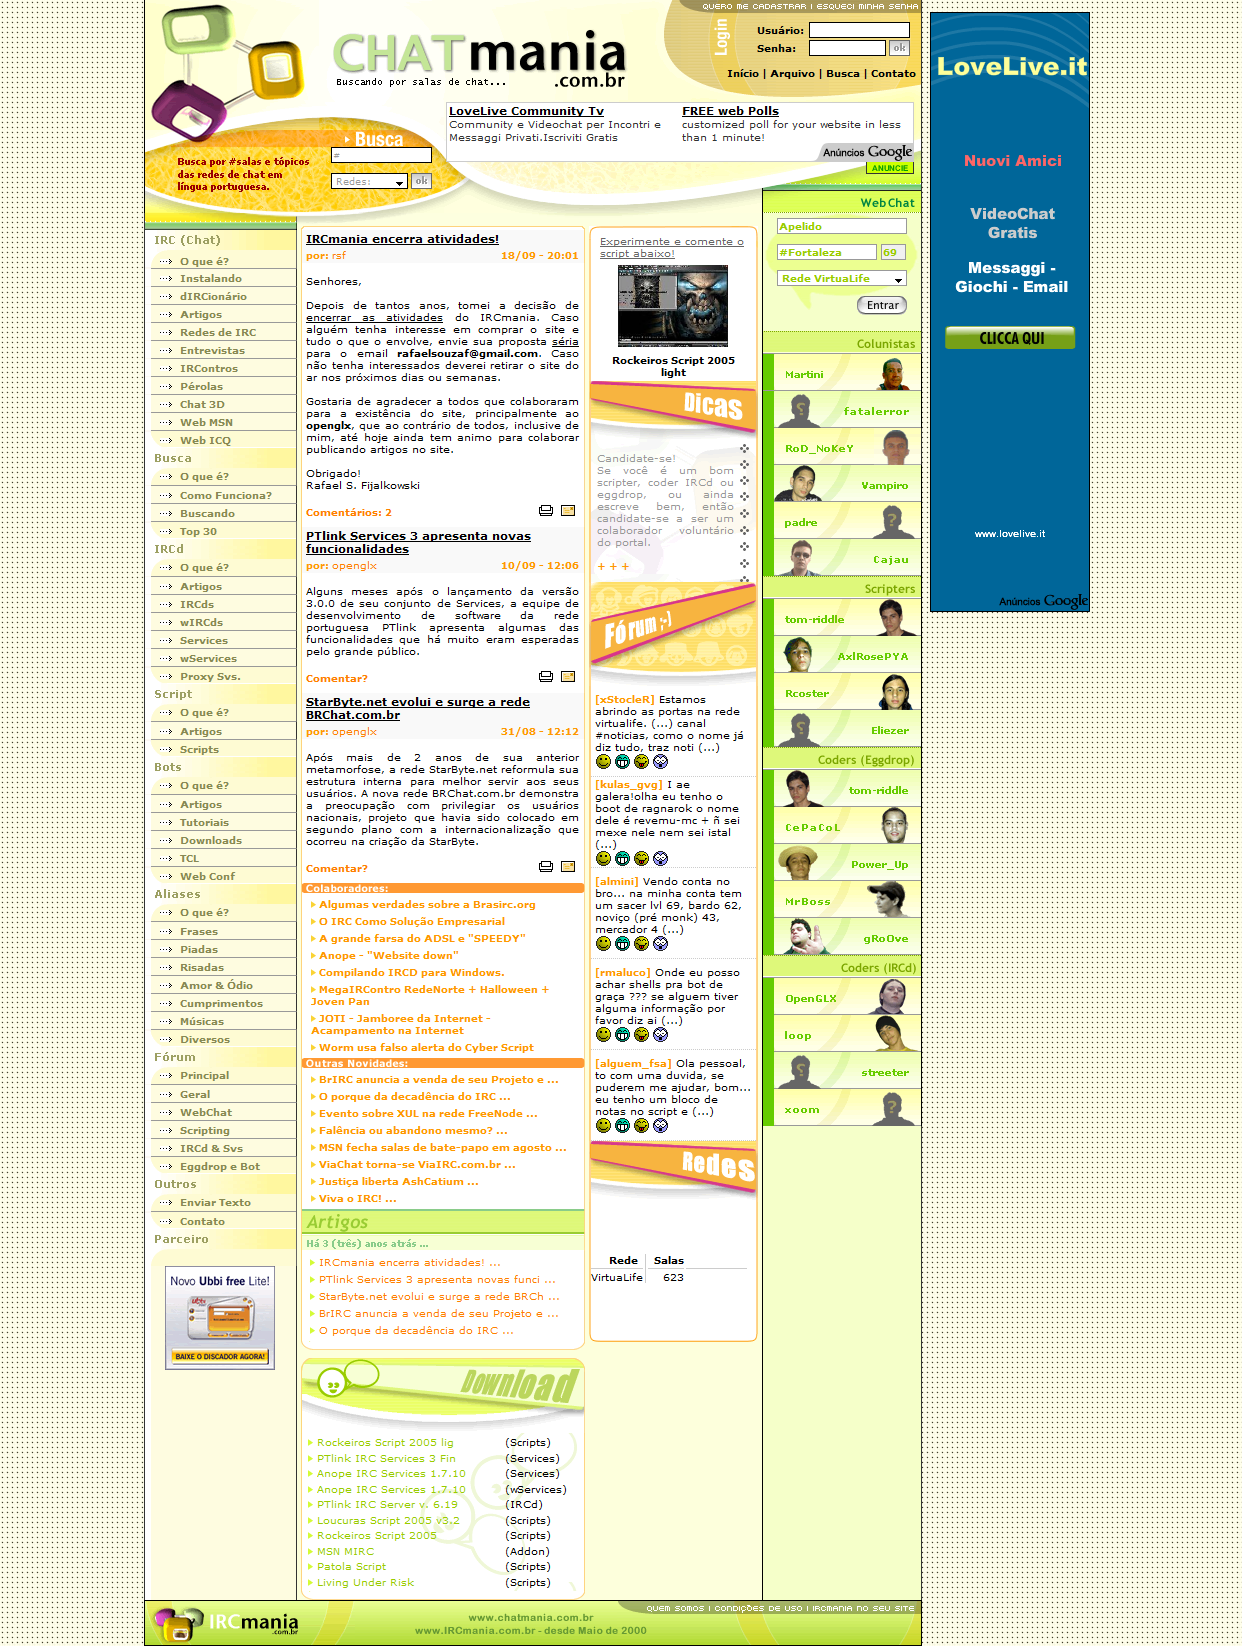 QUERO ME CADASTRAR | ESQUECI MINHA SENHA
CHATmania
.com.br
Buscando por salas de chat...
Login
Usuário:
Senha:
ok
Início | Arquivo | Busca | Contato
LoveLive Community Tv
Community e Videochat per Incontri e
Messaggi Privati.Iscriviti Gratis
FREE web Polls
customized poll for your website in less
than 1 minute!
Anúncios Google
ANUNCIE
Busca
Busca por #salas e tópicos
das redes de chat em
língua portuguesa.
#
Redes:
ok
IRC (Chat)
O que é?
Instalando
dIRCionário
Artigos
Redes de IRC
Entrevistas
IRContros
Pérolas
Chat 3D
Web MSN
Web ICQ
Busca
O que é?
Como Funciona?
Buscando
Top 30
IRCd
O que é?
Artigos
IRCds
wIRCds
Services
wServices
Proxy Svs.
Script
O que é?
Artigos
Scripts
Bots
O que é?
Artigos
Tutoriais
Downloads
TCL
Web Conf
Aliases
O que é?
Frases
Piadas
Risadas
Amor & Ódio
Cumprimentos
Músicas
Diversos
Fórum
Principal
Geral
WebChat
Scripting
IRCd & Svs
Eggdrop e Bot
Outros
Enviar Texto
Contato
Parceiro
Novo Ubbi free Lite!
BAIXE O DISCADOR AGORA!
IRCmania encerra atividades!
por: rsf 18/09 - 20:01
Senhores,
Depois de tantos anos, tomei a decisão de
encerrar as atividades do IRCmania. Caso
alguém tenha interesse em comprar o site e
tudo o que o envolve, envie sua proposta séria
para o email rafaelsouzaf@gmail.com. Caso
não tenha interessados deverei retirar o site do
ar nos próximos dias ou semanas.
Gostaria de agradecer a todos que colaboraram
para a existência do site, principalmente ao
openglx, que ao contrário de todos, inclusive de
mim, até hoje ainda tem animo para colaborar
publicando artigos no site.
Obrigado!
Rafael S. Fijalkowski
Comentários: 2
PTlink Services 3 apresenta novas
funcionalidades
por: openglx 10/09 - 12:06
Alguns meses após o lançamento da versão
3.0.0 de seu conjunto de Services, a equipe de
desenvolvimento de software da rede
portuguesa PTlink apresenta algumas das
funcionalidades que há muito eram esperadas
pelo grande público.
Comentar?
StarByte.net evolui e surge a rede
BRChat.com.br
por: openglx 31/08 - 12:12
Após mais de 2 anos de sua anterior
metamorfose, a rede StarByte.net reformula sua
estrutura interna para melhor servir aos seus
usuários. A nova rede BRChat.com.br demonstra
a preocupação com privilegiar os usuários
nacionais, projeto que havia sido colocado em
segundo plano com a internacionalização que
ocorreu na criação da StarByte.
Comentar?
Colaboradores:
Algumas verdades sobre a Brasirc.org
O IRC Como Solução Empresarial
A grande farsa do ADSL e "SPEEDY"
Anope - "Website down"
Compilando IRCD para Windows.
MegaIRContro RedeNorte + Halloween +
Joven Pan
JOTI - Jamboree da Internet -
Acampamento na Internet
Worm usa falso alerta do Cyber Script
Outras Novidades:
BrIRC anuncia a venda de seu Projeto e ...
O porque da decadência do IRC ...
Evento sobre XUL na rede FreeNode ...
Falência ou abandono mesmo? ...
MSN fecha salas de bate-papo em agosto ...
ViaChat torna-se ViaIRC.com.br ...
Justiça liberta AshCatium ...
Viva o IRC! ...
Artigos
Há 3 (três) anos atrás ...
IRCmania encerra atividades! ...
PTlink Services 3 apresenta novas funci ...
StarByte.net evolui e surge a rede BRCh ...
BrIRC anuncia a venda de seu Projeto e ...
O porque da decadência do IRC ...
Download
Rockeiros Script 2005 lig (Scripts)
PTlink IRC Services 3 Fin (Services)
Anope IRC Services 1.7.10 (Services)
Anope IRC Services 1.7.10 (wServices)
PTlink IRC Server v. 6.19 (IRCd)
Loucuras Script 2005 v3.2 (Scripts)
Rockeiros Script 2005 (Scripts)
MSN MIRC (Addon)
Patola Script (Scripts)
Living Under Risk (Scripts)
Experimente e comente o
script abaixo!
Rockeiros Script 2005
light
Dicas
Candidate-se!
Se você é um bom
scripter, coder IRCd ou
eggdrop, ou ainda
escreve bem, então
candidate-se a ser um
colaborador voluntário
do portal.
+ + +
Fórum ;-)
[xStocleR] Estamos
abrindo as portas na rede
virtualife. (...) canal
#noticias, como o nome já
diz tudo, traz noti (...)
[kulas_gvg] I ae
galera!olha eu tenho o
boot de ragnarok o nome
dele é revemu-mc + ñ sei
mexe nele nem sei istal
(...)
[almini] Vendo conta no
bro... na minha conta tem
um sacer lvl 69, bardo 62,
noviço (pré monk) 43,
mercador 4 (...)
[rmaluco] Onde eu posso
achar shells pra bot de
graça ??? se alguem tiver
alguma informação por
favor diz ai (...)
[alguem_fsa] Ola pessoal,
to com uma duvida, se
puderem me ajudar, bom...
eu tenho um bloco de
notas no script e (...)
Redes
Rede Salas
VirtuaLife 623
WebChat
Apelido
#Fortaleza 69
Rede VirtuaLife
Entrar
Colunistas
Martini
fatalerror
RoD_NoKeY
Vampiro
padre
Cajau
Scripters
tom-riddle
AxlRosePYA
Rcoster
Eliezer
Coders (Eggdrop)
tom-riddle
CePaCoL
Power_Up
MrBoss
gRoOve
Coders (IRCd)
OpenGLX
loop
streeter
xoom
LoveLive.it
Nuovi Amici
VideoChat
Gratis
Messaggi -
Giochi - Email
CLICCA QUI
www.lovelive.it
Anúncios Google
QUEM SOMOS | CONDIÇÕES DE USO | IRCMANIA NO SEU SITE
IRCmania
.com.br
www.chatmania.com.br
www.IRCmania.com.br - desde Maio de 2000